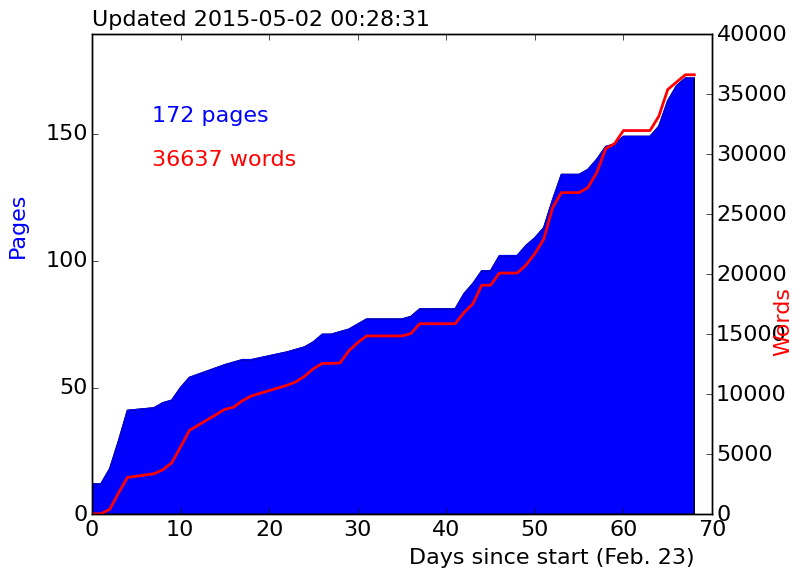 Updated 2015-05-02 00:28:31
172 pages
36637 words
Pages
0
50
100
150
Words
0
5000
10000
15000
20000
25000
30000
35000
40000
0 10 20 30 40 50 60 70
Days since start (Feb. 23)